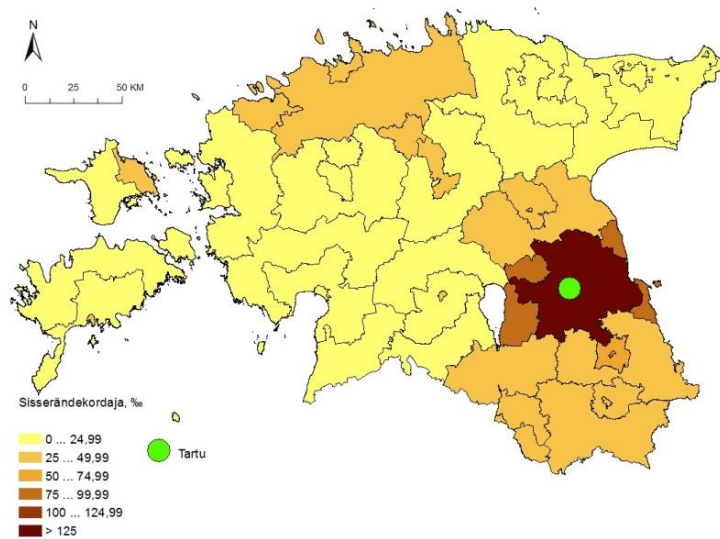 N
0 25 50 KM
Sisserändekordaja, ‰
0 ... 24,99
25 ... 49,99
50 ... 74,99
75 ... 99,99
100 ... 124,99
> 125
Tartu